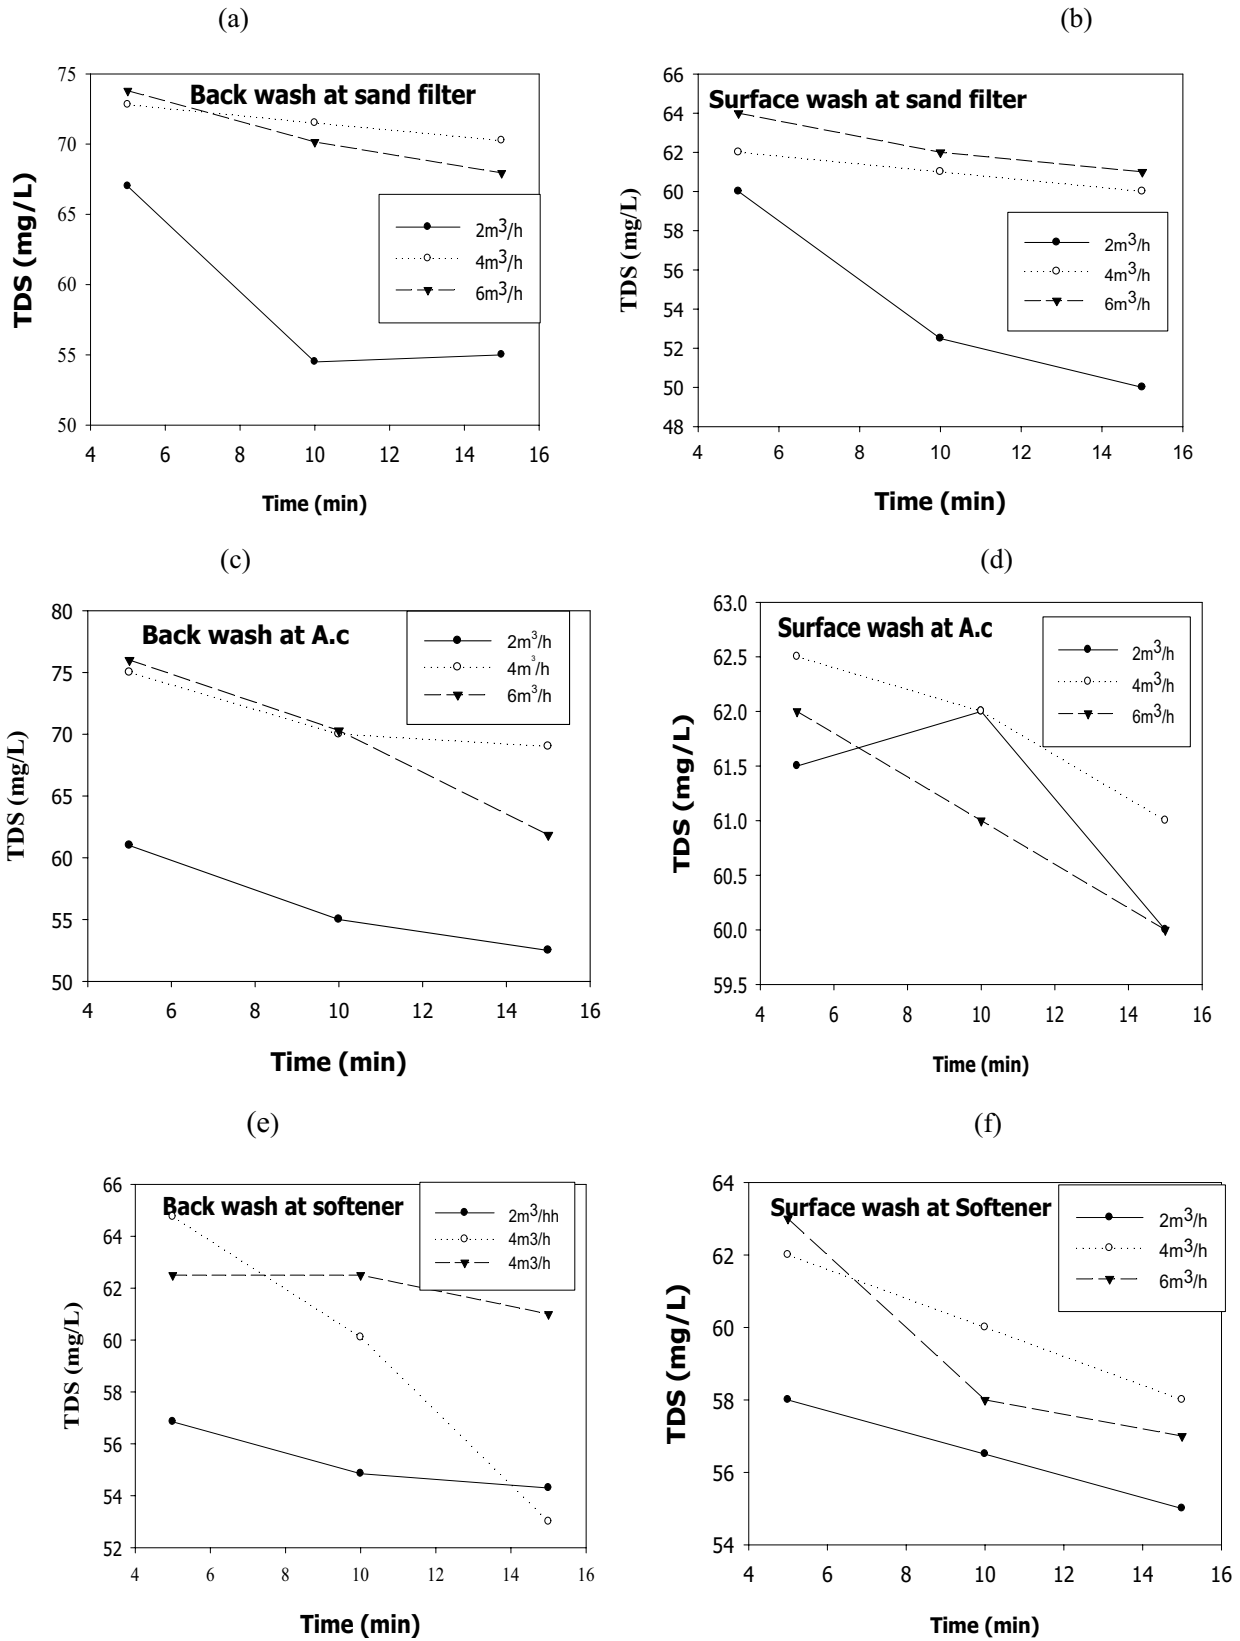 (a)
(b)
Back wash at sand filter
75
70
65
60
55
50
TDS (mg/L)
2m³/h
4m³/h
6m³/h
4 6 8 10 12 14 16
Time (min)
Surface wash at sand filter
66
64
62
60
58
56
54
52
50
48
TDS (mg/L)
2m³/h
4m³/h
6m³/h
4 6 8 10 12 14 16
Time (min)
(c)
(d)
Back wash at A.c
80
75
70
65
60
55
50
TDS (mg/L)
2m³/h
4m³/h
6m³/h
4 6 8 10 12 14 16
Time (min)
Surface wash at A.c
63.0
62.5
62.0
61.5
61.0
60.5
60.0
59.5
TDS (mg/L)
2m³/h
4m³/h
6m³/h
4 6 8 10 12 14 16
Time (min)
(e)
(f)
Back wash at softener
66
64
62
60
58
56
54
52
TDS (mg/L)
2m³/hh
4m3/h
4m3/h
4 6 8 10 12 14 16
Time (min)
Surface wash at Softener
64
62
60
58
56
54
TDS (mg/L)
2m³/h
4m³/h
6m³/h
4 6 8 10 12 14 16
Time (min)